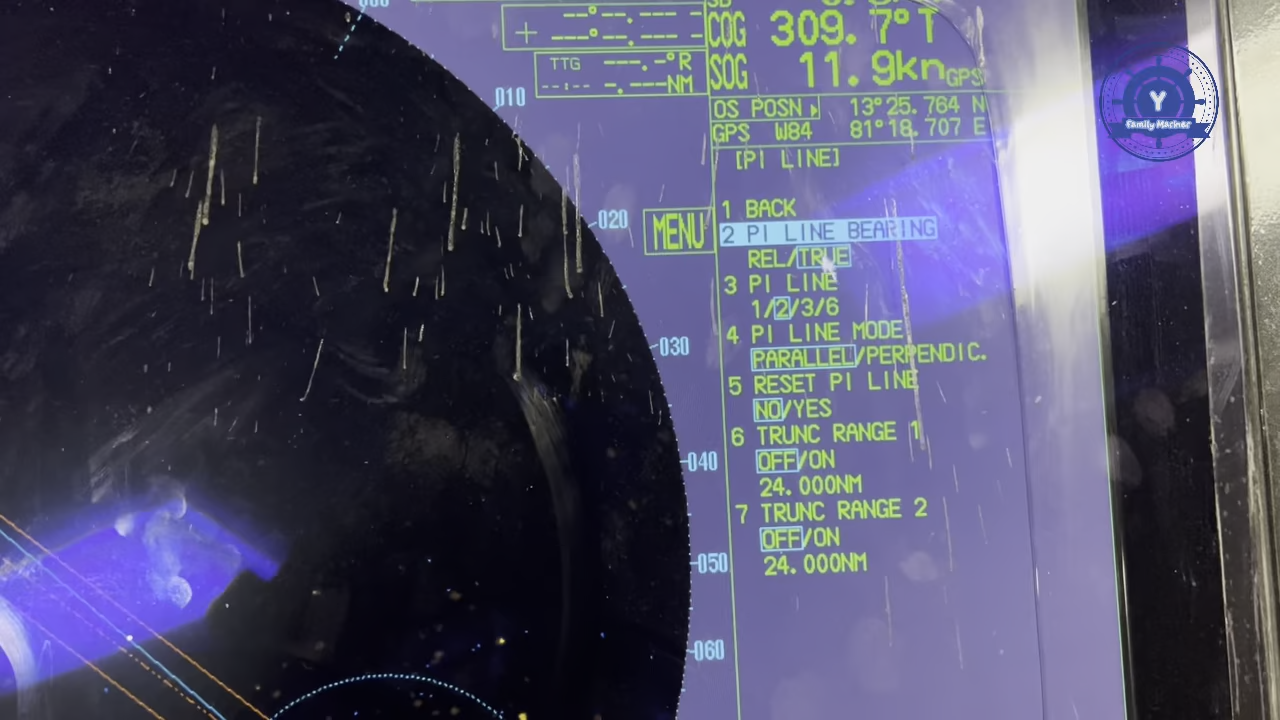 000
COG 309.7°T
TTG ---.-°R
SOG 11.9kn GPS
--:-- -.---NM
010
OS POSN 13°25.764 N
GPS W84 81°18.707 E
[PI LINE]
1 BACK
020
MENU
2 PI LINE BEARING
REL/TRUE
3 PI LINE
1/2/3/6
4 PI LINE MODE
030
PARALLEL/PERPENDIC.
5 RESET PI LINE
NO/YES
6 TRUNC RANGE 1
040
OFF/ON
24.000NM
7 TRUNC RANGE 2
OFF/ON
050
24.000NM
060
Y
Family Mariner